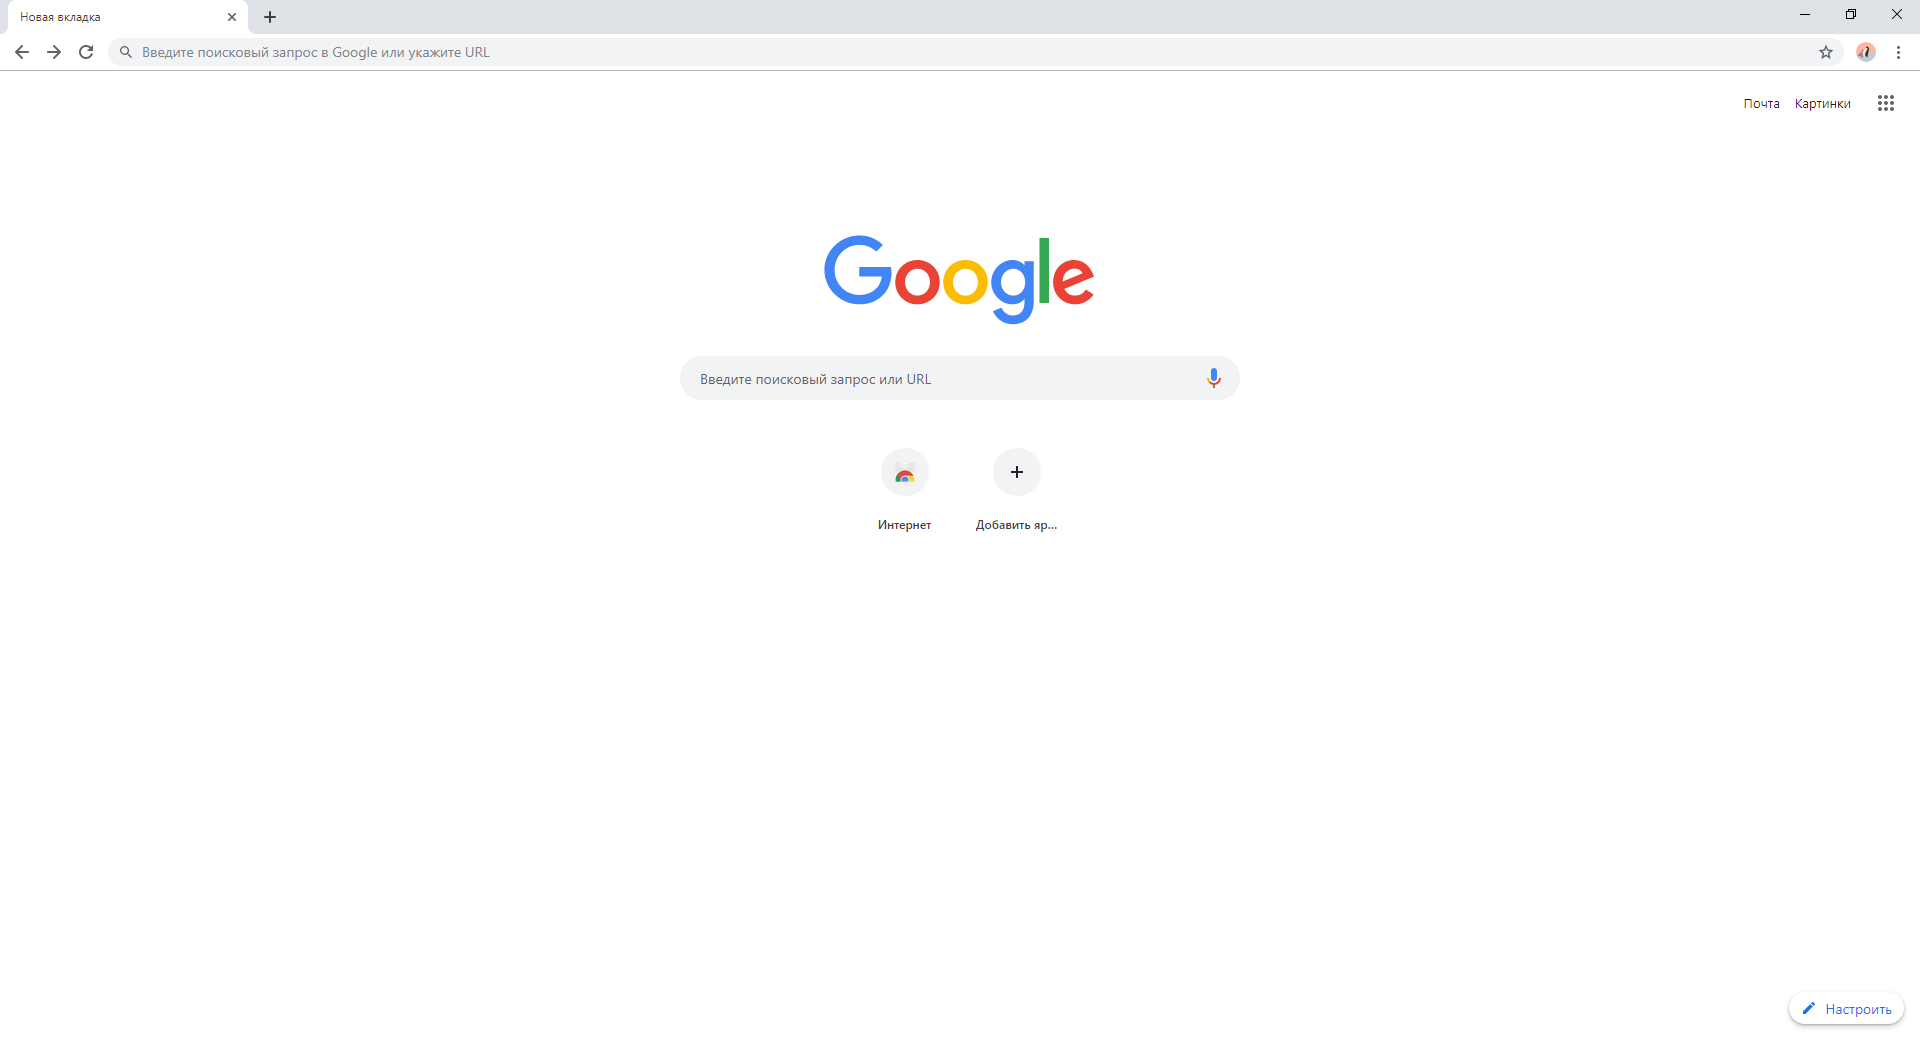 Новая вкладка
Введите поисковый запрос в Google или укажите URL
Почта
Картинки
Google
Введите поисковый запрос или URL
Интернет
Добавить яр...
Настроить